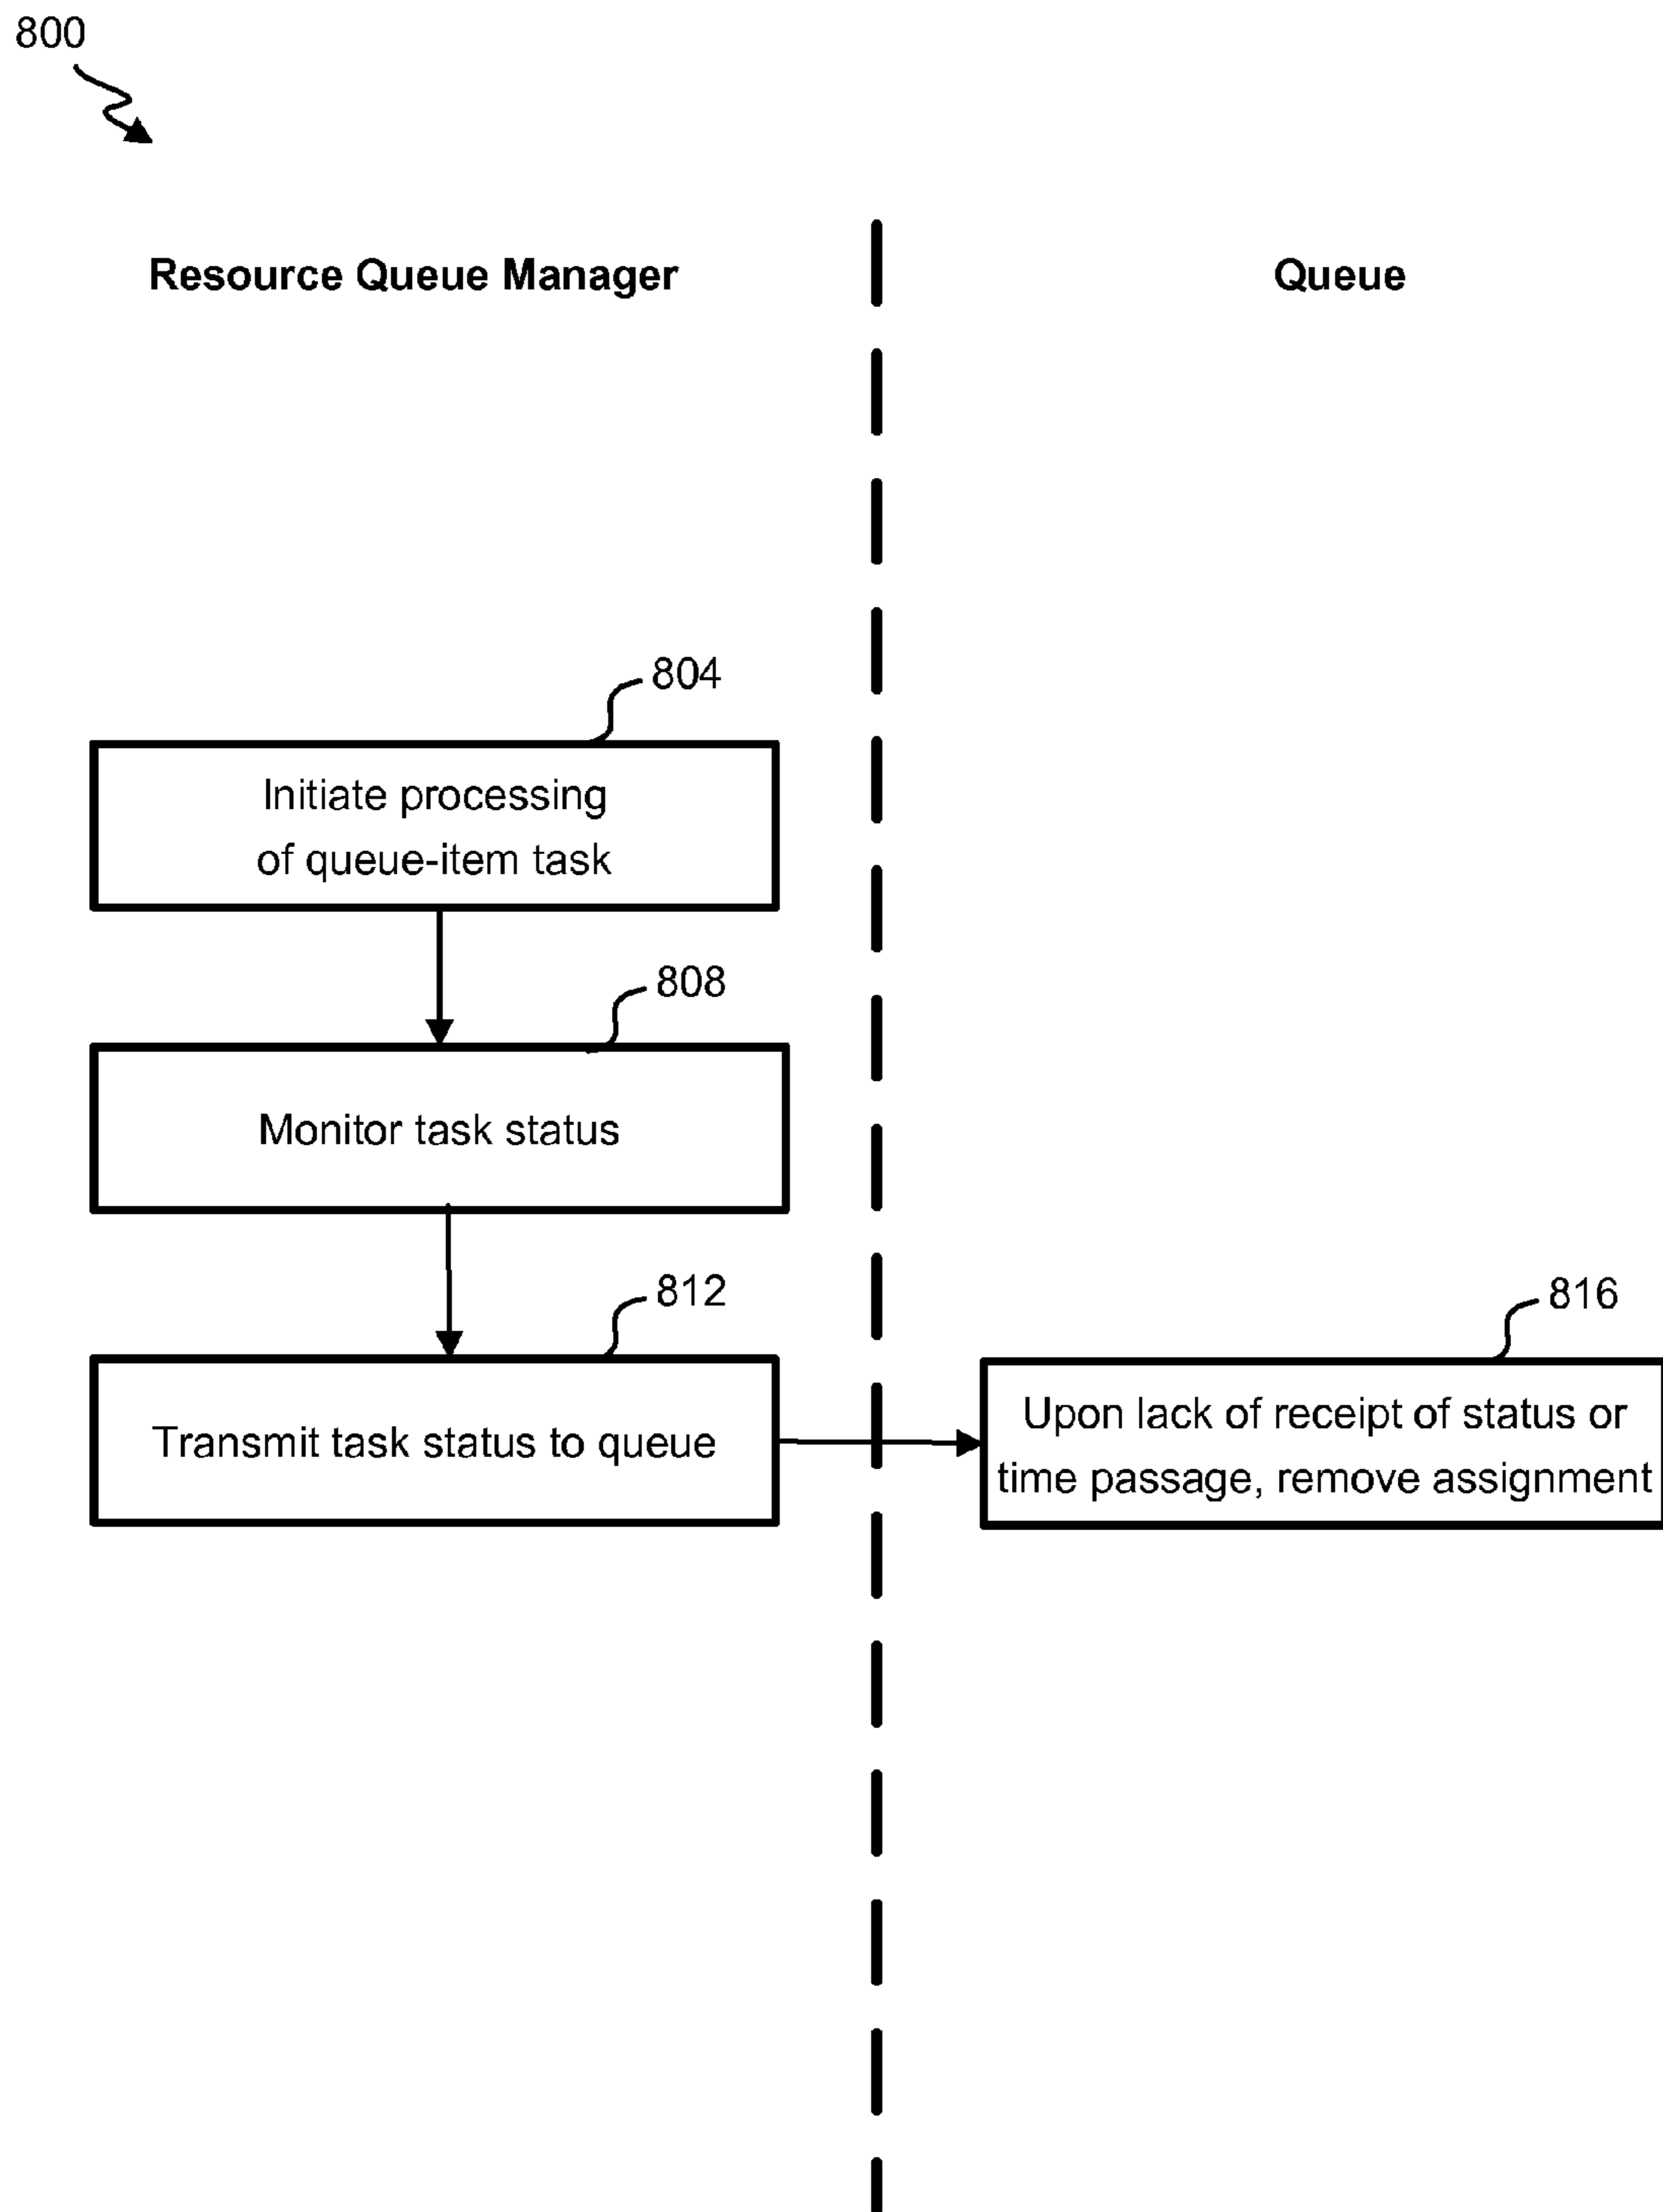 800
Resource Queue Manager
Queue
804
Initiate processing
of queue-item task
808
Monitor task status
812
Transmit task status to queue
816
Upon lack of receipt of status or
time passage, remove assignment